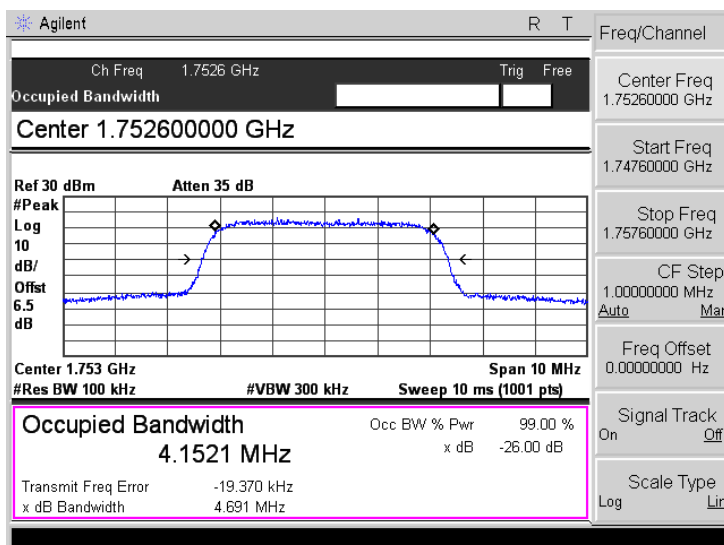 Agilent R T
Freq/Channel
Ch Freq 1.7526 GHz Trig Free
Occupied Bandwidth
Center 1.752600000 GHz
Ref 30 dBm Atten 35 dB
#Peak
Log
10
dB/
Offst
6.5
dB
Center 1.753 GHz Span 10 MHz
#Res BW 100 kHz #VBW 300 kHz Sweep 10 ms (1001 pts)
Occupied Bandwidth
4.1521 MHz
Occ BW % Pwr 99.00 %
x dB -26.00 dB
Transmit Freq Error -19.370 kHz
x dB Bandwidth 4.691 MHz
Center Freq
1.75260000 GHz
Start Freq
1.74760000 GHz
Stop Freq
1.75760000 GHz
CF Step
1.00000000 MHz
Auto Man
Freq Offset
0.00000000 Hz
Signal Track
On Off
Scale Type
Log Lin